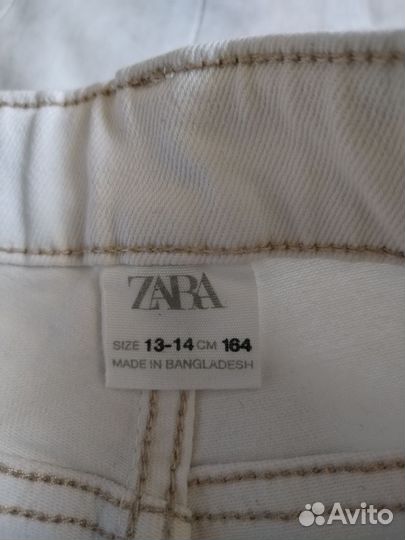 ZARA
SIZE 13-14 CM 164
MADE IN BANGLADESH
Avito